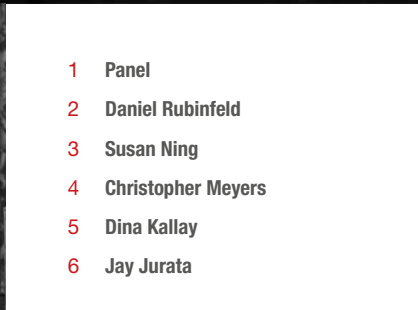 1 Panel
2 Daniel Rubinfeld
3 Susan Ning
4 Christopher Meyers
5 Dina Kallay
6 Jay Jurata